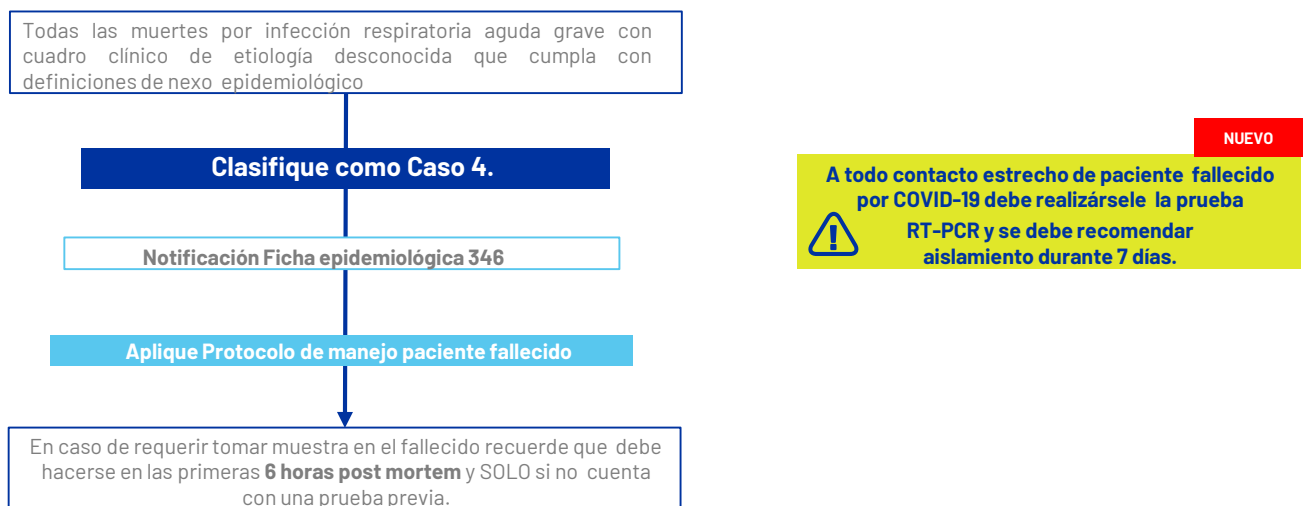 Todas las muertes por infección respiratoria aguda grave con
cuadro clínico de etiología desconocida que cumpla con
definiciones de nexo epidemiológico
Clasifique como Caso 4.
Notificación Ficha epidemiológica 346
Aplique Protocolo de manejo paciente fallecido
En caso de requerir tomar muestra en el fallecido recuerde que debe
hacerse en las primeras 6 horas post mortem y SOLO si no cuenta
con una prueba previa.
NUEVO
A todo contacto estrecho de paciente fallecido
por COVID-19 debe realizársele la prueba
RT-PCR y se debe recomendar
aislamiento durante 7 días.